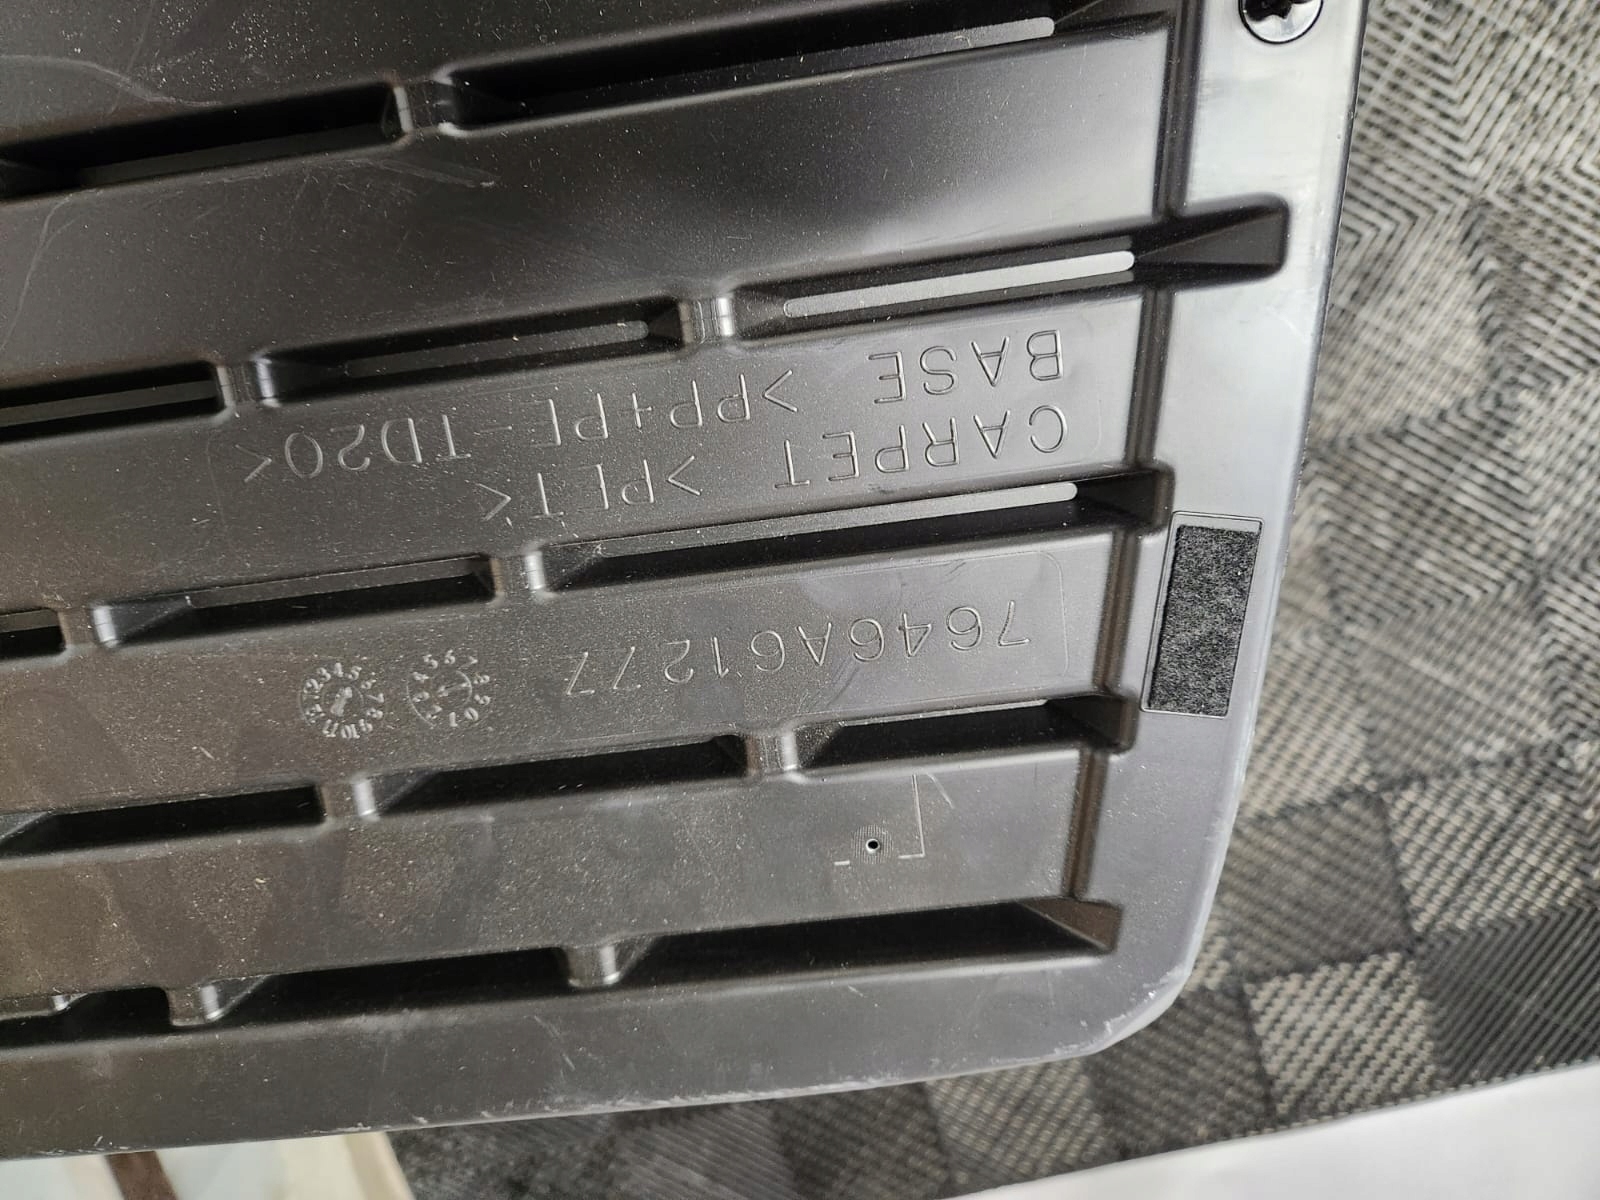 7646A61277
CARPET >PET<
BASE >PP+PE-TD20<